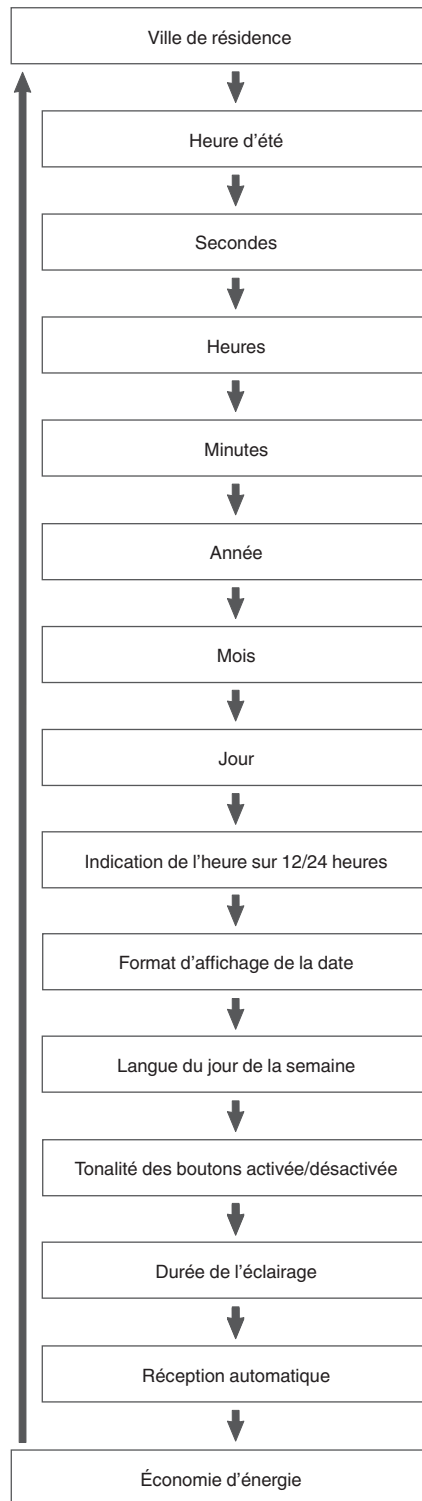 Ville de résidence
Heure d’été
Secondes
Heures
Minutes
Année
Mois
Jour
Indication de l’heure sur 12/24 heures
Format d’affichage de la date
Langue du jour de la semaine
Tonalité des boutons activée/désactivée
Durée de l’éclairage
Réception automatique
Économie d’énergie